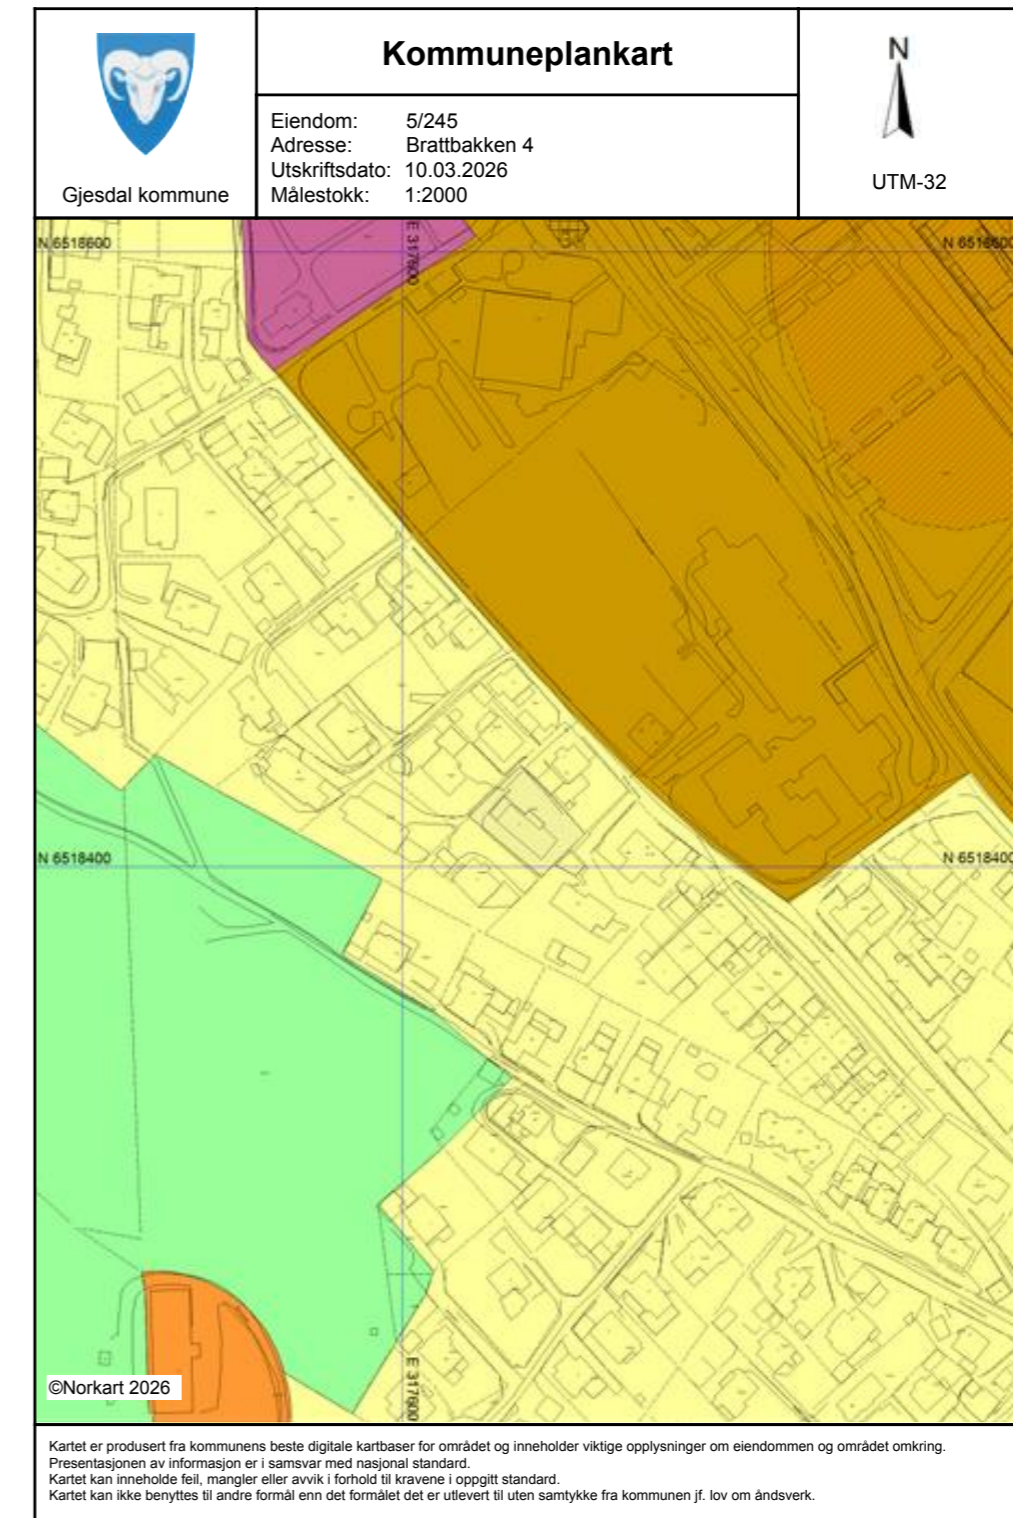 Kommuneplankart
Eiendom: 5/245
Adresse: Brattbakken 4
Utskriftsdato: 10.03.2026
Målestokk: 1:2000
Gjesdal kommune
N
UTM-32
N 6518600
E 317600
N 6518600
N 6518400
N 6518400
E 317600
©Norkart 2026
Kartet er produsert fra kommunens beste digitale kartbaser for området og inneholder viktige opplysninger om eiendommen og området omkring.
Presentasjonen av informasjon er i samsvar med nasjonal standard.
Kartet kan inneholde feil, mangler eller avvik i forhold til kravene i oppgitt standard.
Kartet kan ikke benyttes til andre formål enn det formålet det er utlevert til uten samtykke fra kommunen jf. lov om åndsverk.